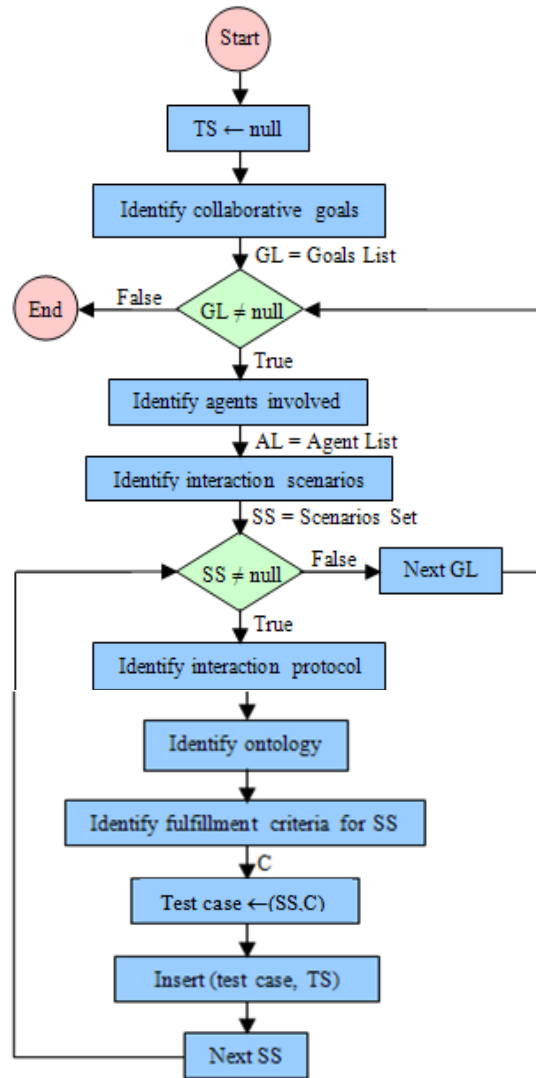 Start
TS ← null
Identify collaborative goals
GL = Goals List
End
False
GL ≠ null
True
Identify agents involved
AL = Agent List
Identify interaction scenarios
SS = Scenarios Set
SS ≠ null
False
Next GL
True
Identify interaction protocol
Identify ontology
Identify fulfillment criteria for SS
C
Test case ←(SS,C)
Insert (test case, TS)
Next SS